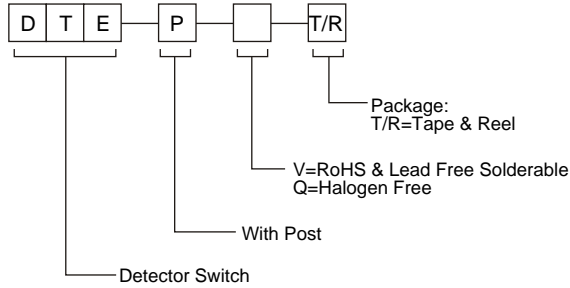 D T E P T/R
Package:
T/R=Tape & Reel
V=RoHS & Lead Free Solderable
Q=Halogen Free
With Post
Detector Switch